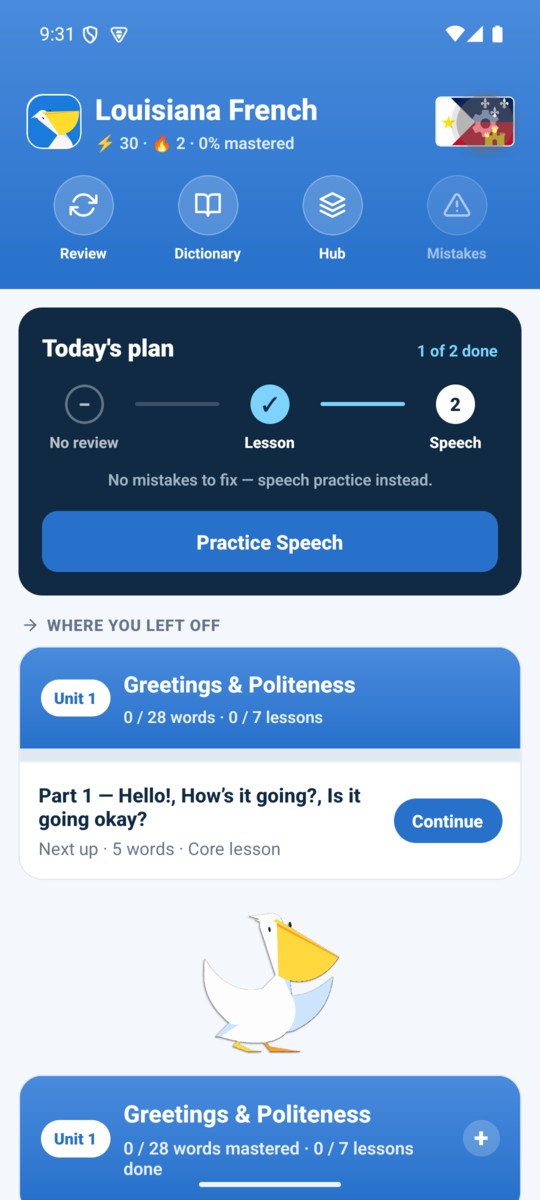 9:31
Louisiana French
⚡ 30 · 🔥 2 · 0% mastered
Review
Dictionary
Hub
Mistakes
Today's plan
1 of 2 done
–
✓
2
No review
Lesson
Speech
No mistakes to fix — speech practice instead.
Practice Speech
→ WHERE YOU LEFT OFF
Unit 1
Greetings & Politeness
0 / 28 words · 0 / 7 lessons
Part 1 — Hello!, How’s it going?, Is it
going okay?
Continue
Next up · 5 words · Core lesson
Unit 1
Greetings & Politeness
0 / 28 words mastered · 0 / 7 lessons
done
+